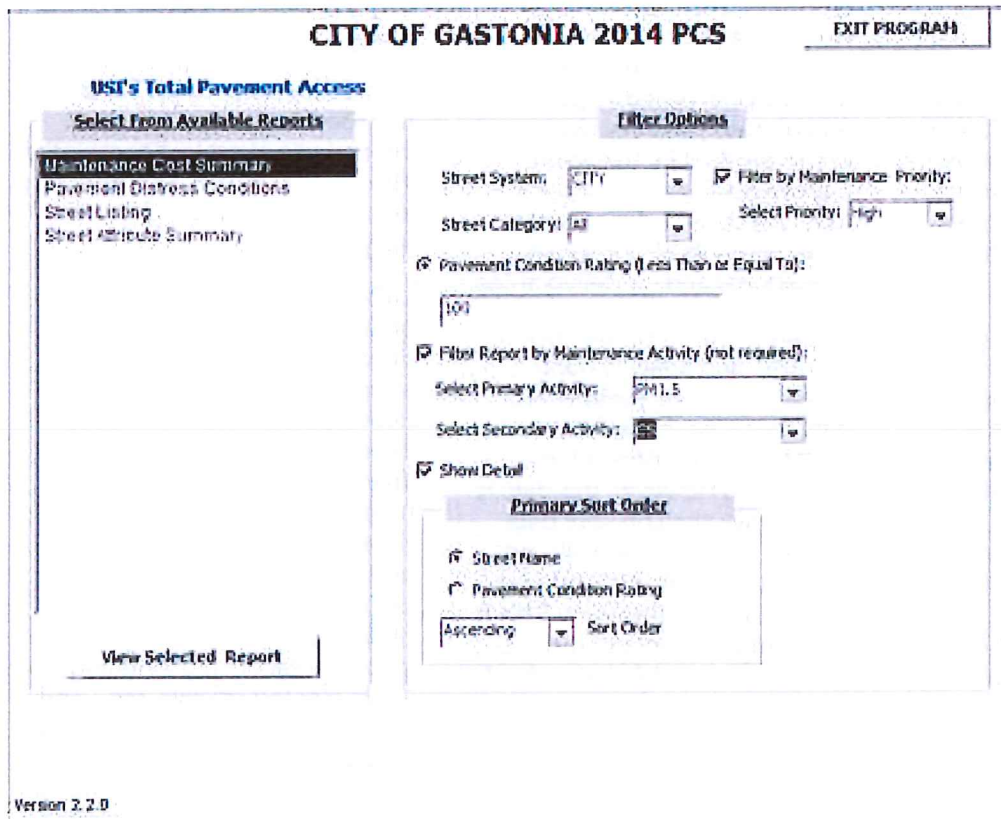 CITY OF GASTONIA 2014 PCS
EXIT PROGRAM
USI's Total Pavement Access
Select From Available Reports
Maintenance Cost Summary
Pavement Distress Conditions
Street Listing
Street Attribute Summary
View Selected Report
Filter Options
Street System: CITY
Filter by Maintenance Priority:
Street Category: All
Select Priority: High
Pavement Condition Rating (Less Than or Equal To):
100
Filter Report by Maintenance Activity (not required):
Select Primary Activity: PM1.5
Select Secondary Activity:
Show Detail
Primary Sort Order
Street Name
Pavement Condition Rating
Ascending Sort Order
Version 2.2.0